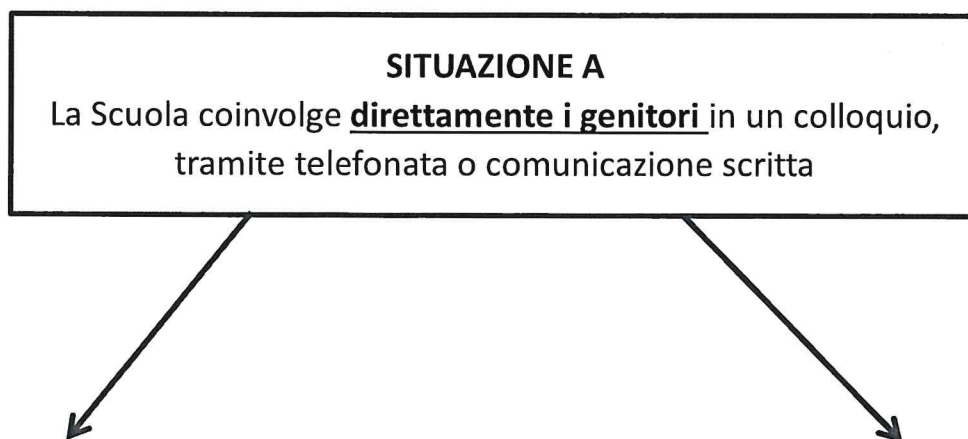 SITUAZIONE A
La Scuola coinvolge direttamente i genitori in un colloquio,
tramite telefonata o comunicazione scritta